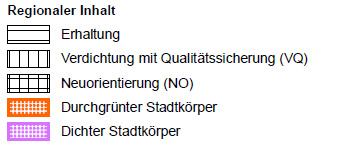 Regionaler Inhalt
Erhaltung
Verdichtung mit Qualitätssicherung (VQ)
Neuorientierung (NO)
Durchgrünter Stadtkörper
Dichter Stadtkörper